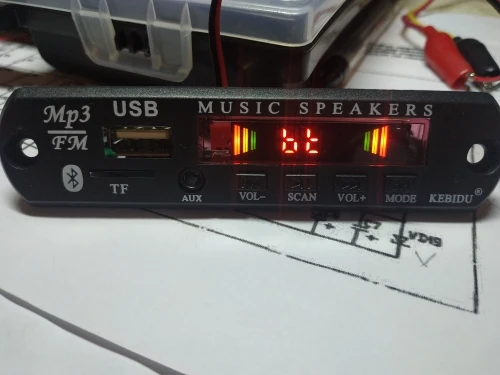 Mp3
FM
USB
MUSIC SPEAKERS
bt
TF
AUX
VOL-
SCAN
VOL+
MODE
KEBIDU®